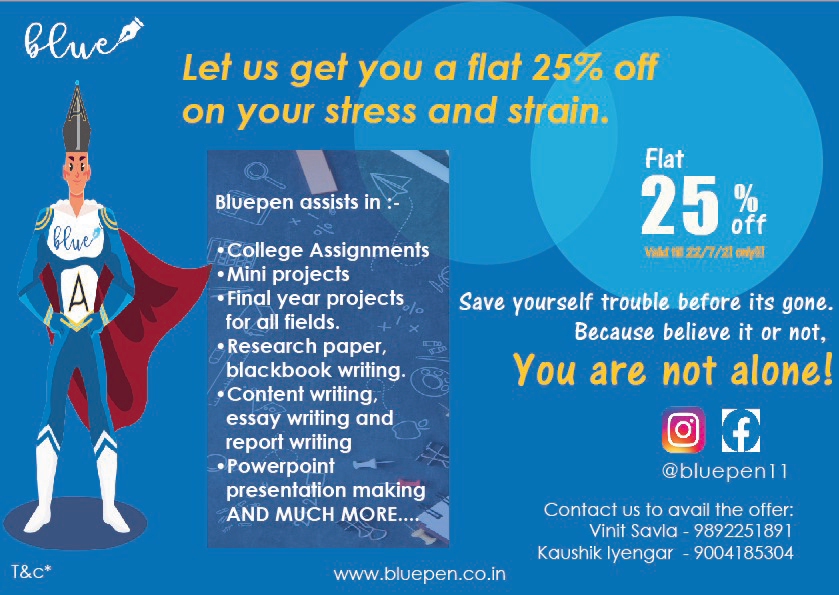 blue
Let us get you a flat 25% off
on your stress and strain.
Flat
25 % off
Valid till 22/7/21 only!!
blue
A
Bluepen assists in :-
•College Assignments
•Mini projects
•Final year projects
for all fields.
•Research paper,
blackbook writing.
•Content writing,
essay writing and
report writing
•Powerpoint
presentation making
AND MUCH MORE....
Save yourself trouble before its gone.
Because believe it or not,
You are not alone!
@bluepen11
Contact us to avail the offer:
Vinit Savla - 9892251891
Kaushik Iyengar - 9004185304
T&c*
www.bluepen.co.in